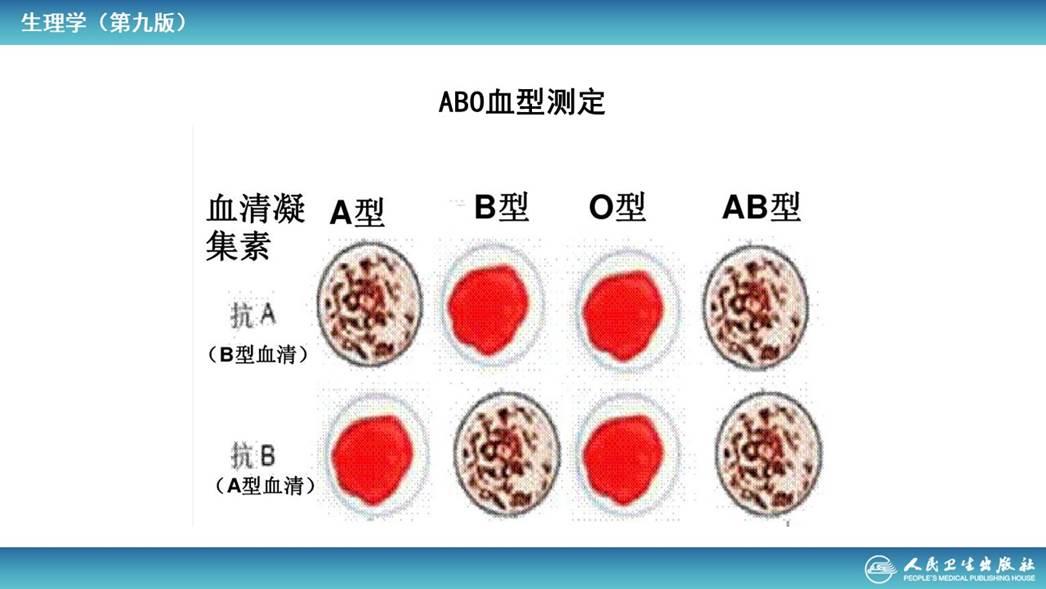 生理学（第九版）
ABO血型测定
血清凝集素
A型
B型
O型
AB型
抗A
（B型血清）
抗B
（A型血清）
人民卫生出版社
PEOPLE'S MEDICAL PUBLISHING HOUSE